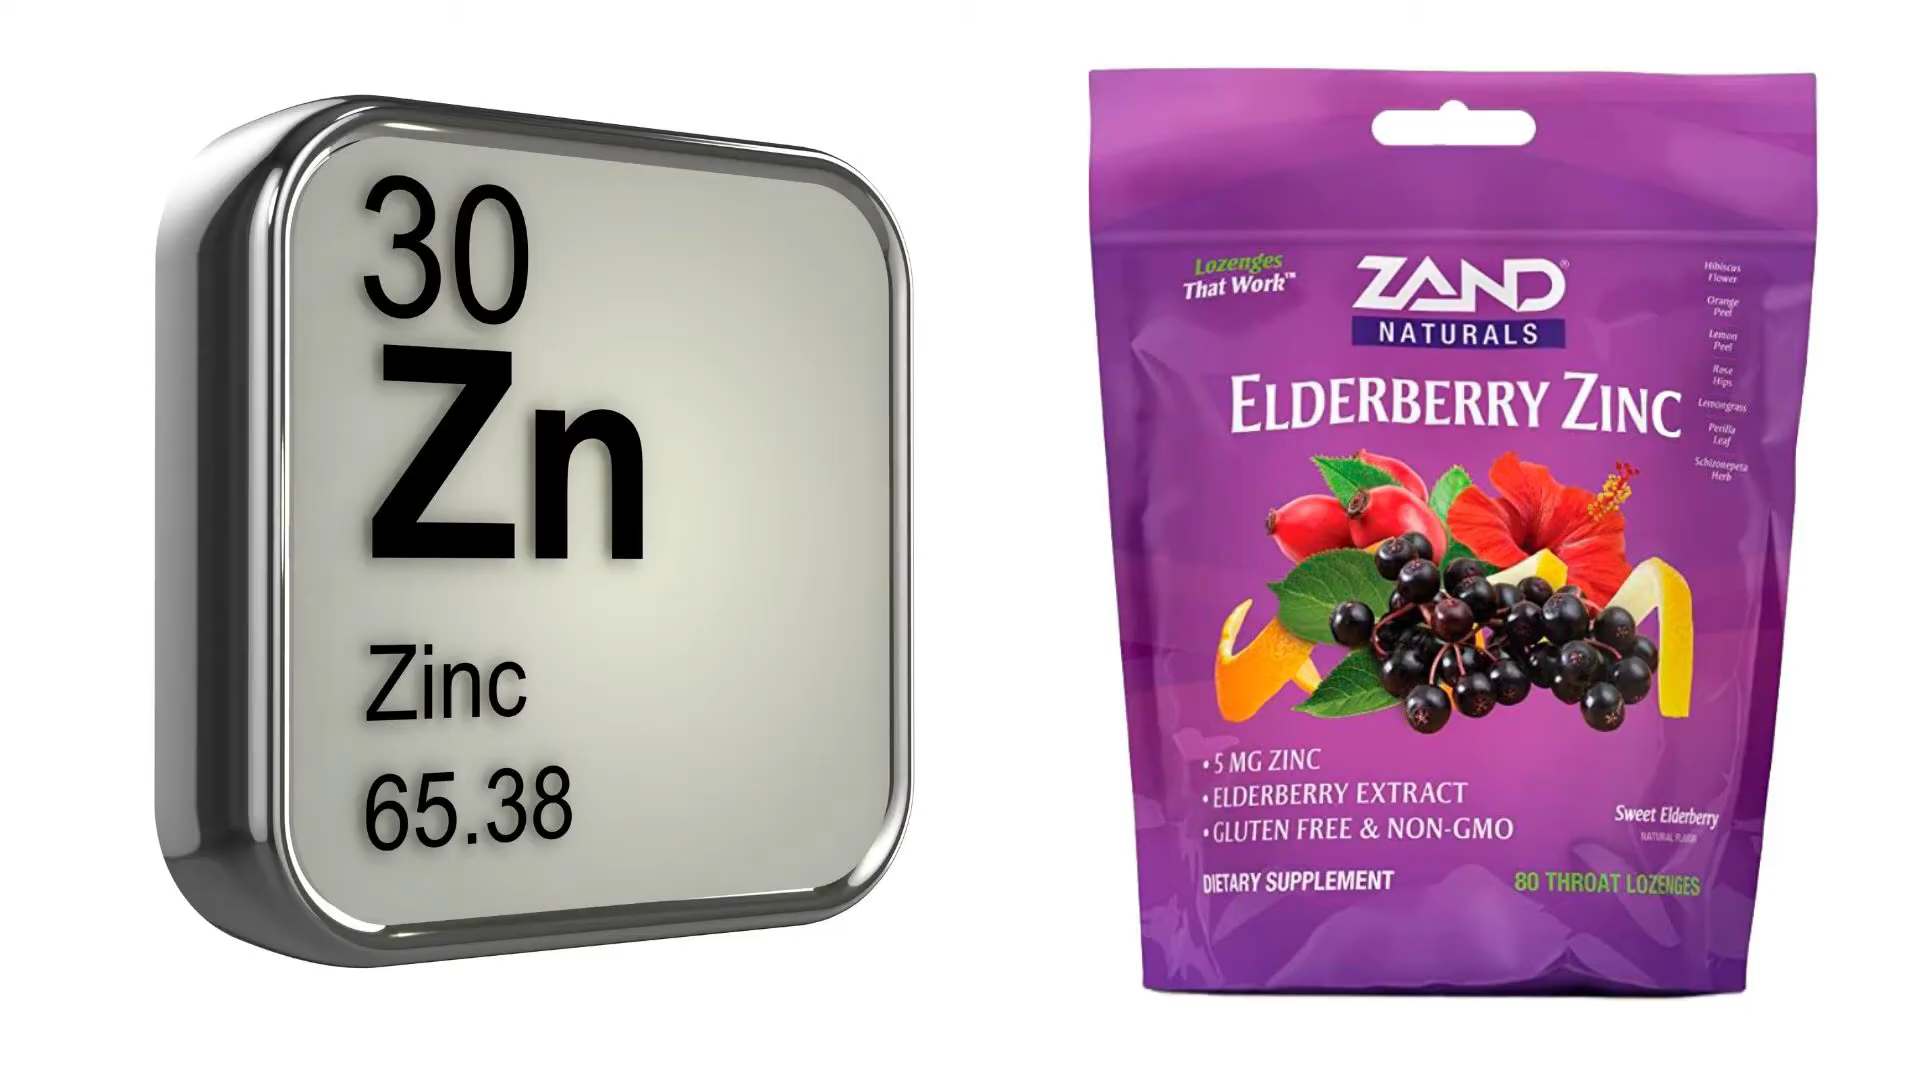 30
Zn
Zinc
65.38
Lozenges
That Work™
ZAND®
NATURALS
ELDERBERRY ZINC
Hibiscus
Flower
Orange
Peel
Lemon
Peel
Rose
Hips
Lemongrass
Perilla
Leaf
Schizonepeta
Herb
• 5 MG ZINC
• ELDERBERRY EXTRACT
• GLUTEN FREE & NON-GMO
Sweet Elderberry
NATURAL FLAVOR
DIETARY SUPPLEMENT
80 THROAT LOZENGES